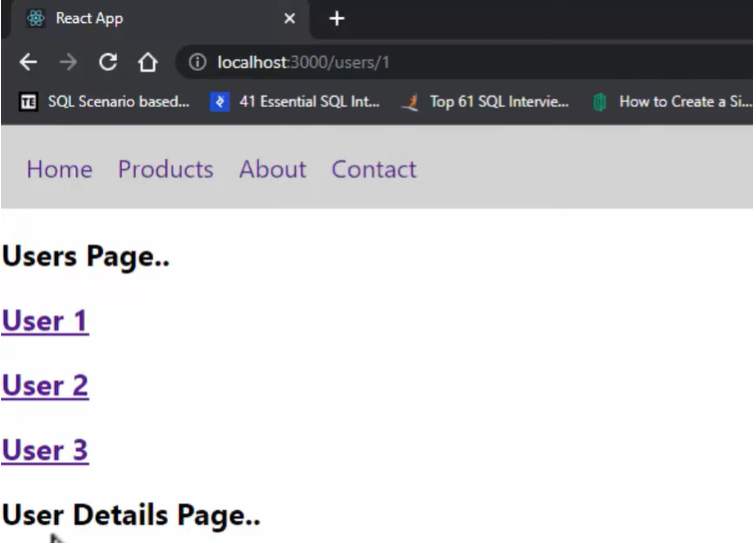 React App
localhost:3000/users/1
TE SQL Scenario based... 41 Essential SQL Int... Top 61 SQL Intervie... How to Create a Si...
Home Products About Contact
Users Page..
User 1
User 2
User 3
User Details Page..